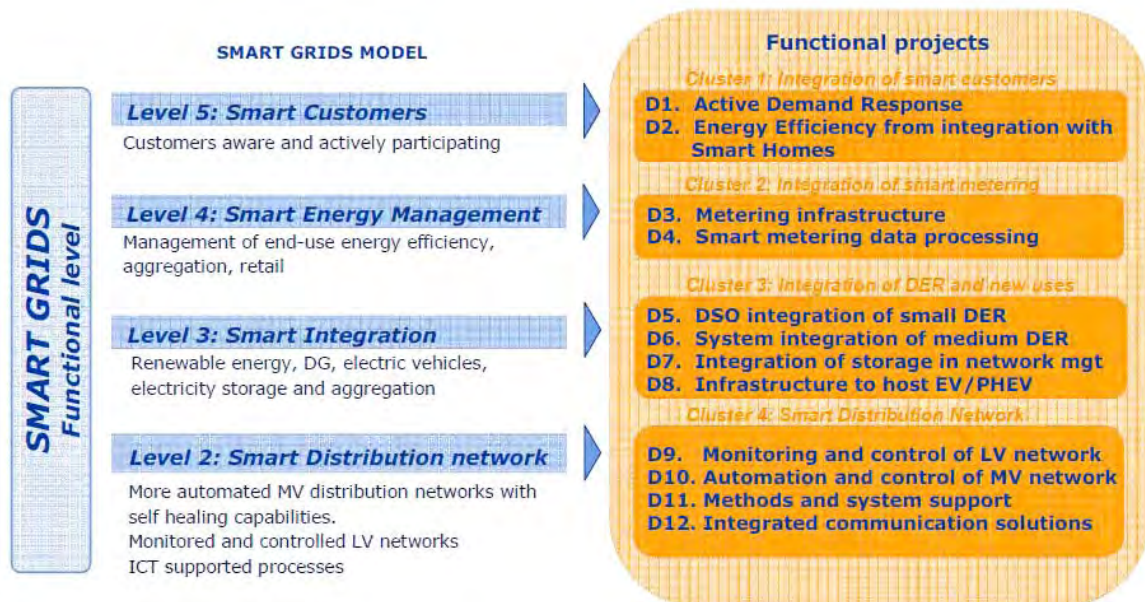 SMART GRIDS
Functional level
SMART GRIDS MODEL
Level 5: Smart Customers
Customers aware and actively participating
Level 4: Smart Energy Management
Management of end-use energy efficiency,
aggregation, retail
Level 3: Smart Integration
Renewable energy, DG, electric vehicles,
electricity storage and aggregation
Level 2: Smart Distribution network
More automated MV distribution networks with
self healing capabilities.
Monitored and controlled LV networks
ICT supported processes
Functional projects
Cluster 1: Integration of smart customers
D1. Active Demand Response
D2. Energy Efficiency from integration with
Smart Homes
Cluster 2: Integration of smart metering
D3. Metering infrastructure
D4. Smart metering data processing
Cluster 3: Integration of DER and new uses
D5. DSO integration of small DER
D6. System integration of medium DER
D7. Integration of storage in network mgt
D8. Infrastructure to host EV/PHEV
Cluster 4: Smart Distribution Network
D9. Monitoring and control of LV network
D10. Automation and control of MV network
D11. Methods and system support
D12. Integrated communication solutions